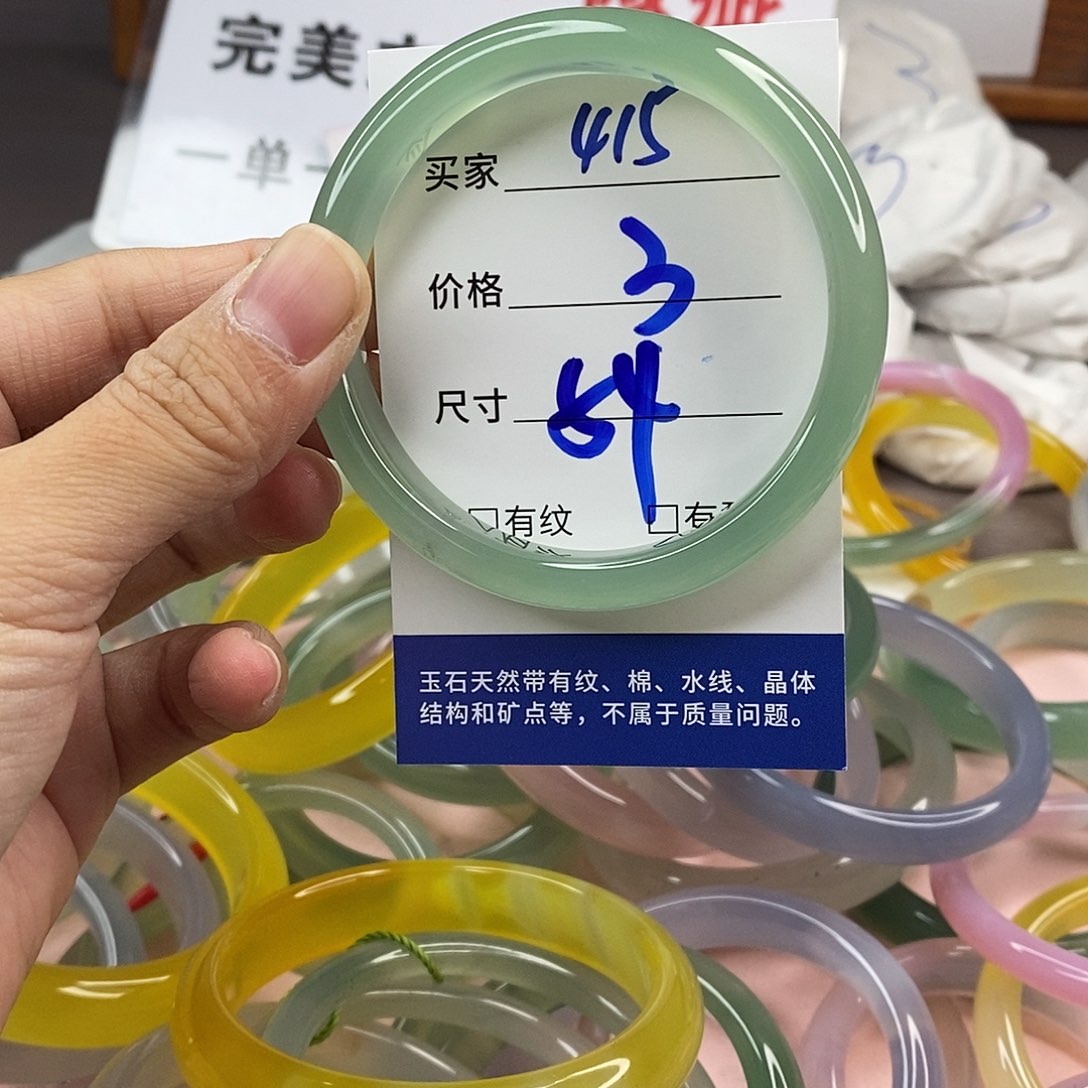 完美
一单一
买家 415
价格 3
尺寸 54
□有纹 □有
玉石天然带有纹、棉、水线、晶体
结构和矿点等，不属于质量问题。